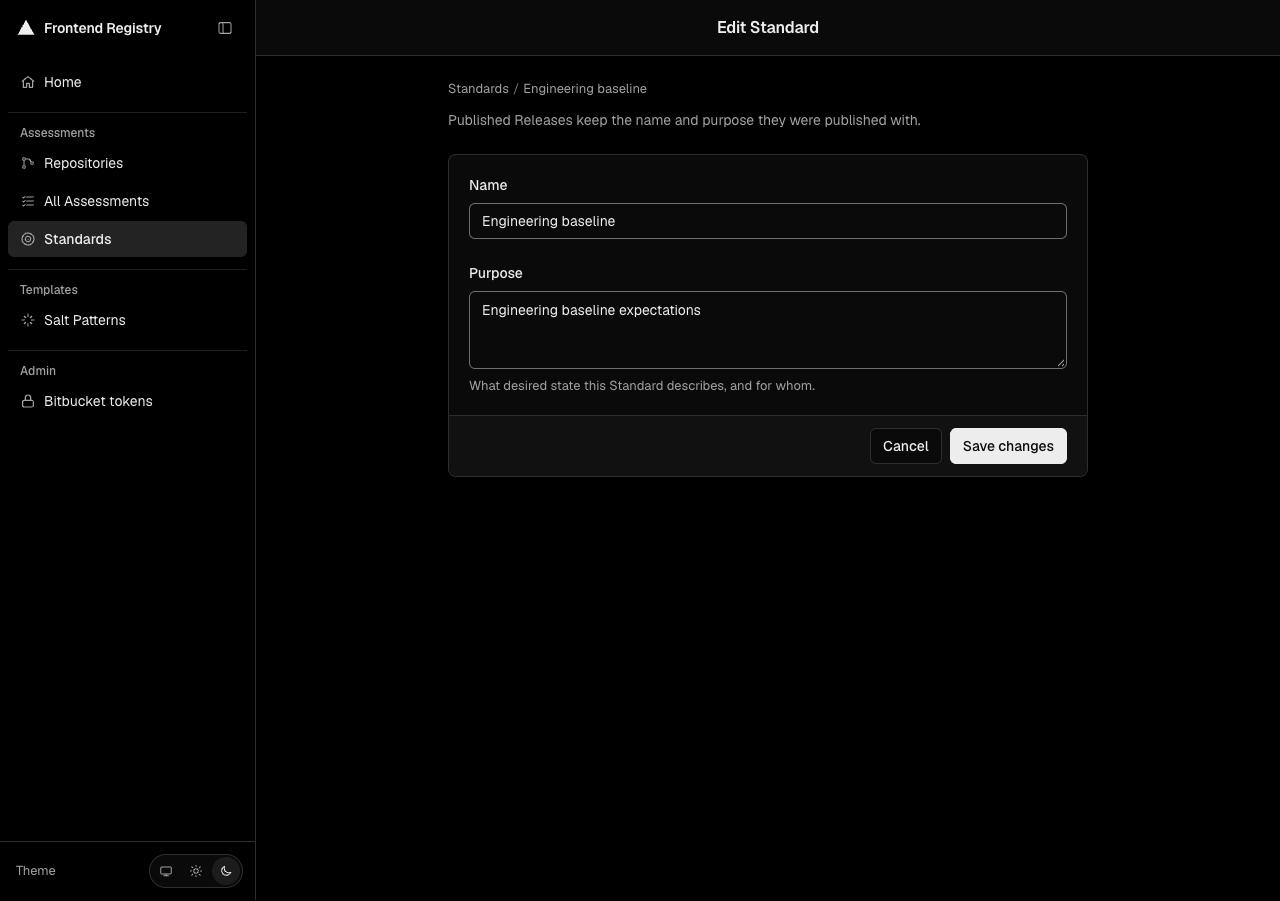 Frontend Registry
Edit Standard
Home
Assessments
Repositories
All Assessments
Standards
Templates
Salt Patterns
Admin
Bitbucket tokens
Theme
Standards / Engineering baseline
Published Releases keep the name and purpose they were published with.
Name
Engineering baseline
Purpose
Engineering baseline expectations
What desired state this Standard describes, and for whom.
Cancel
Save changes